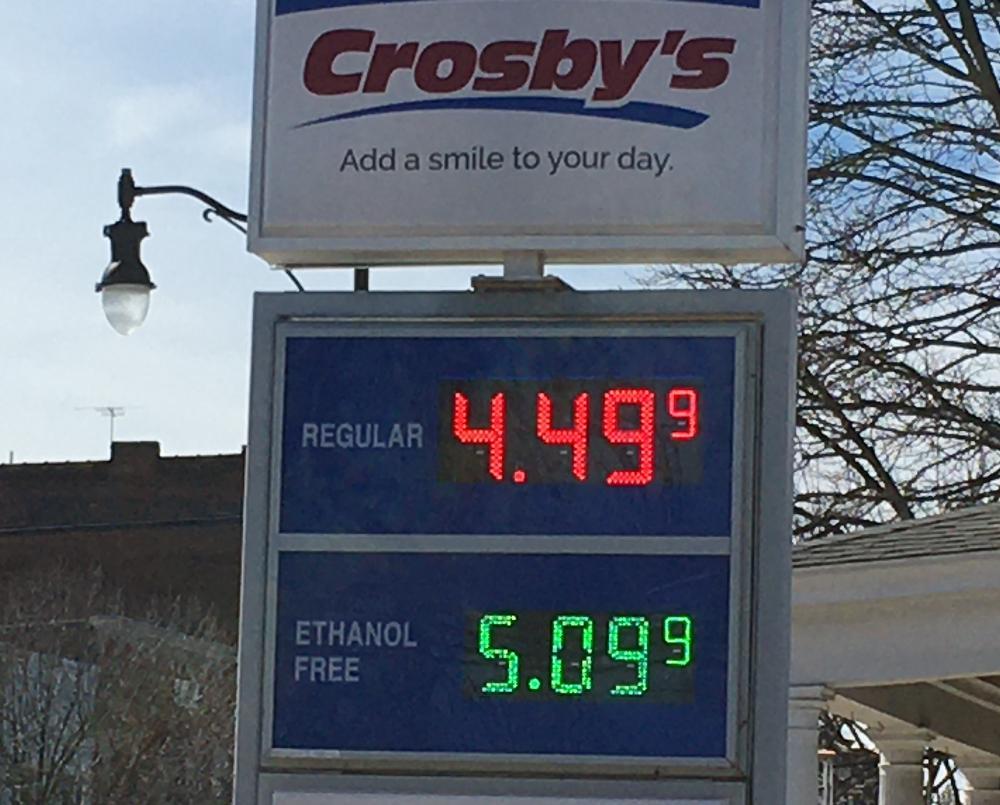 Crosby's
Add a smile to your day.
REGULAR 4.49 9
ETHANOL
FREE 5.09 9